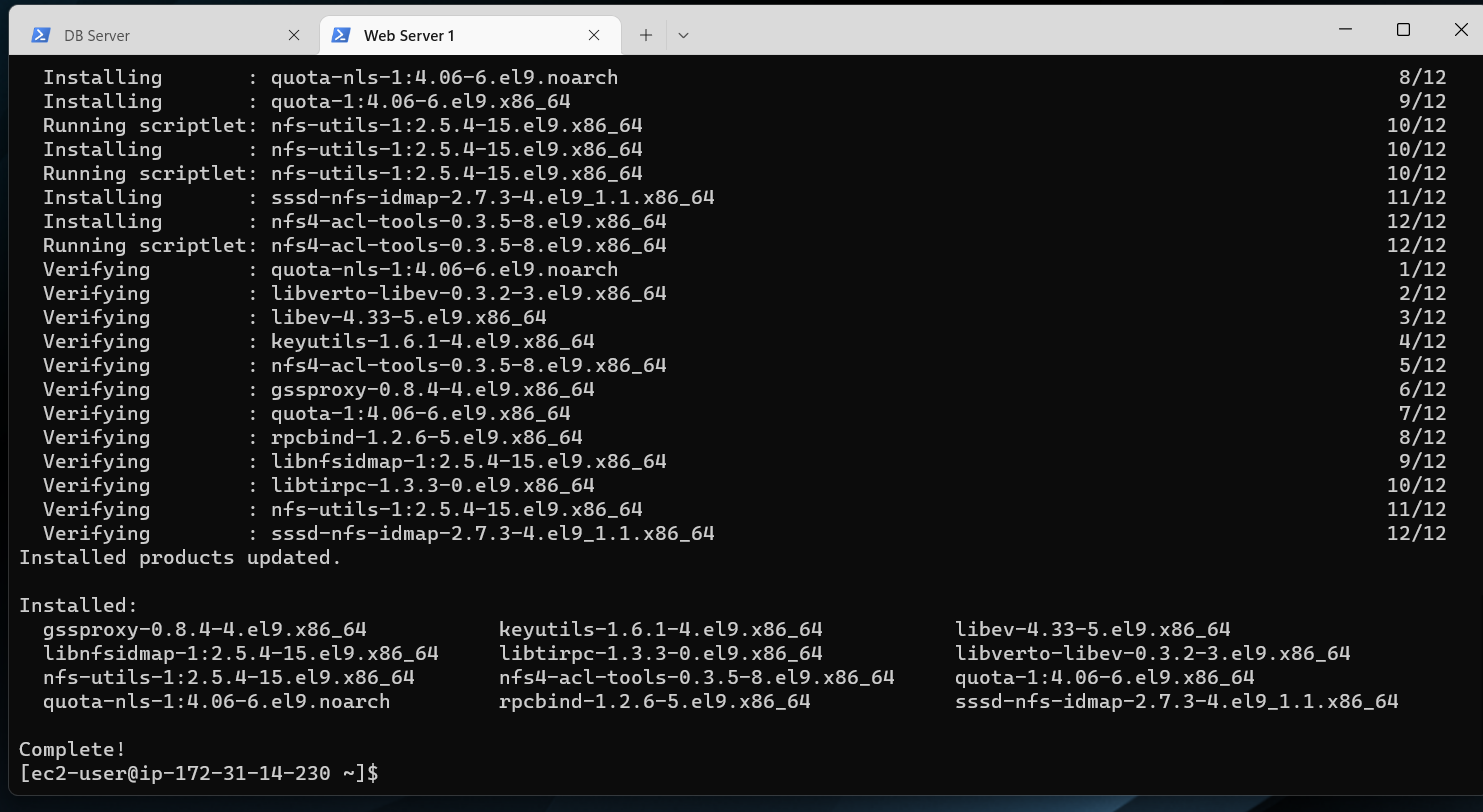 DB Server
Web Server 1
Installing : quota-nls-1:4.06-6.el9.noarch 8/12
Installing : quota-1:4.06-6.el9.x86_64 9/12
Running scriptlet: nfs-utils-1:2.5.4-15.el9.x86_64 10/12
Installing : nfs-utils-1:2.5.4-15.el9.x86_64 10/12
Running scriptlet: nfs-utils-1:2.5.4-15.el9.x86_64 10/12
Installing : sssd-nfs-idmap-2.7.3-4.el9_1.1.x86_64 11/12
Installing : nfs4-acl-tools-0.3.5-8.el9.x86_64 12/12
Running scriptlet: nfs4-acl-tools-0.3.5-8.el9.x86_64 12/12
Verifying : quota-nls-1:4.06-6.el9.noarch 1/12
Verifying : libverto-libev-0.3.2-3.el9.x86_64 2/12
Verifying : libev-4.33-5.el9.x86_64 3/12
Verifying : keyutils-1.6.1-4.el9.x86_64 4/12
Verifying : nfs4-acl-tools-0.3.5-8.el9.x86_64 5/12
Verifying : gssproxy-0.8.4-4.el9.x86_64 6/12
Verifying : quota-1:4.06-6.el9.x86_64 7/12
Verifying : rpcbind-1.2.6-5.el9.x86_64 8/12
Verifying : libnfsidmap-1:2.5.4-15.el9.x86_64 9/12
Verifying : libtirpc-1.3.3-0.el9.x86_64 10/12
Verifying : nfs-utils-1:2.5.4-15.el9.x86_64 11/12
Verifying : sssd-nfs-idmap-2.7.3-4.el9_1.1.x86_64 12/12
Installed products updated.
Installed:
gssproxy-0.8.4-4.el9.x86_64 keyutils-1.6.1-4.el9.x86_64 libev-4.33-5.el9.x86_64
libnfsidmap-1:2.5.4-15.el9.x86_64 libtirpc-1.3.3-0.el9.x86_64 libverto-libev-0.3.2-3.el9.x86_64
nfs-utils-1:2.5.4-15.el9.x86_64 nfs4-acl-tools-0.3.5-8.el9.x86_64 quota-1:4.06-6.el9.x86_64
quota-nls-1:4.06-6.el9.noarch rpcbind-1.2.6-5.el9.x86_64 sssd-nfs-idmap-2.7.3-4.el9_1.1.x86_64
Complete!
[ec2-user@ip-172-31-14-230 ~]$